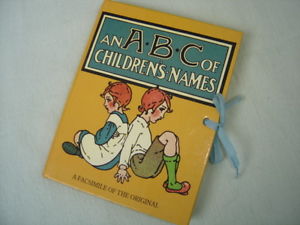 AN A·B·C OF
CHILDRENS NAMES
A FACSIMILE OF THE ORIGINAL